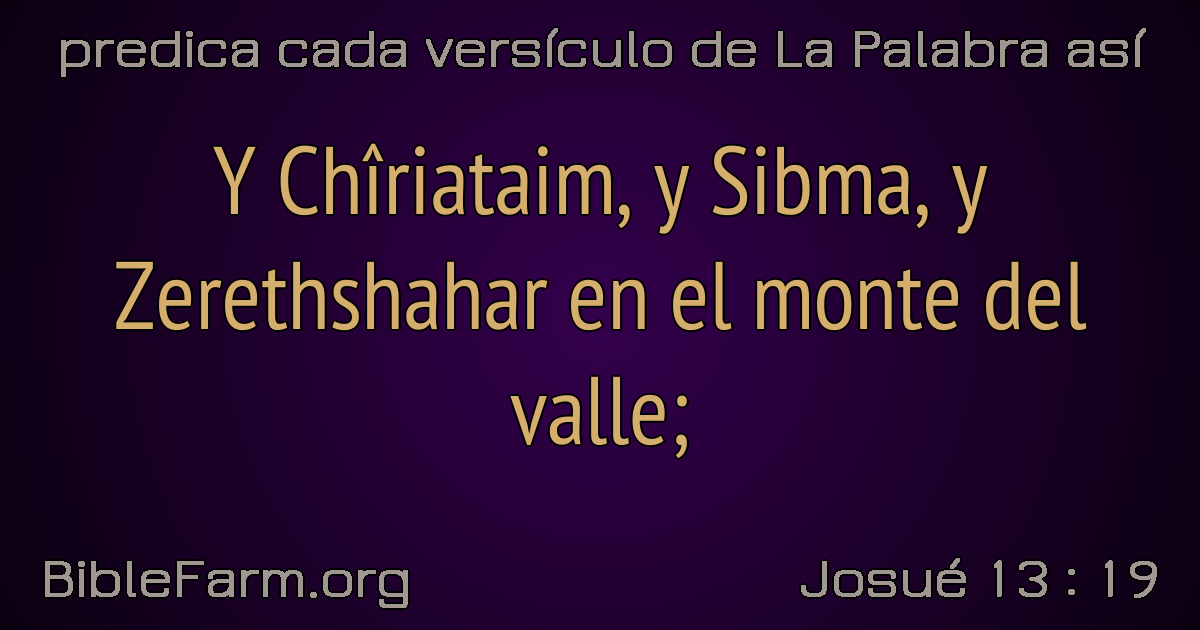 predica cada versículo de La Palabra así
Y Chîriataim, y Sibma, y
Zerethshahar en el monte del
valle;
BibleFarm.org
Josué 13 : 19